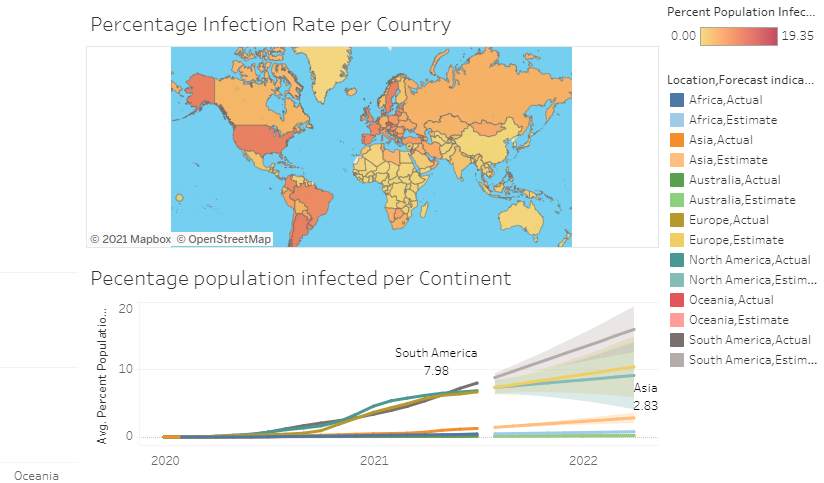 Percentage Infection Rate per Country
© 2021 Mapbox © OpenStreetMap
Pecentage population infected per Continent
Avg. Percent Populatio...
20
10
0
South America
7.98
Asia
2.83
2020
2021
2022
Oceania
Percent Population Infec...
0.00
19.35
Location,Forecast indica...
Africa,Actual
Africa,Estimate
Asia,Actual
Asia,Estimate
Australia,Actual
Australia,Estimate
Europe,Actual
Europe,Estimate
North America,Actual
North America,Estim...
Oceania,Actual
Oceania,Estimate
South America,Actual
South America,Estim...